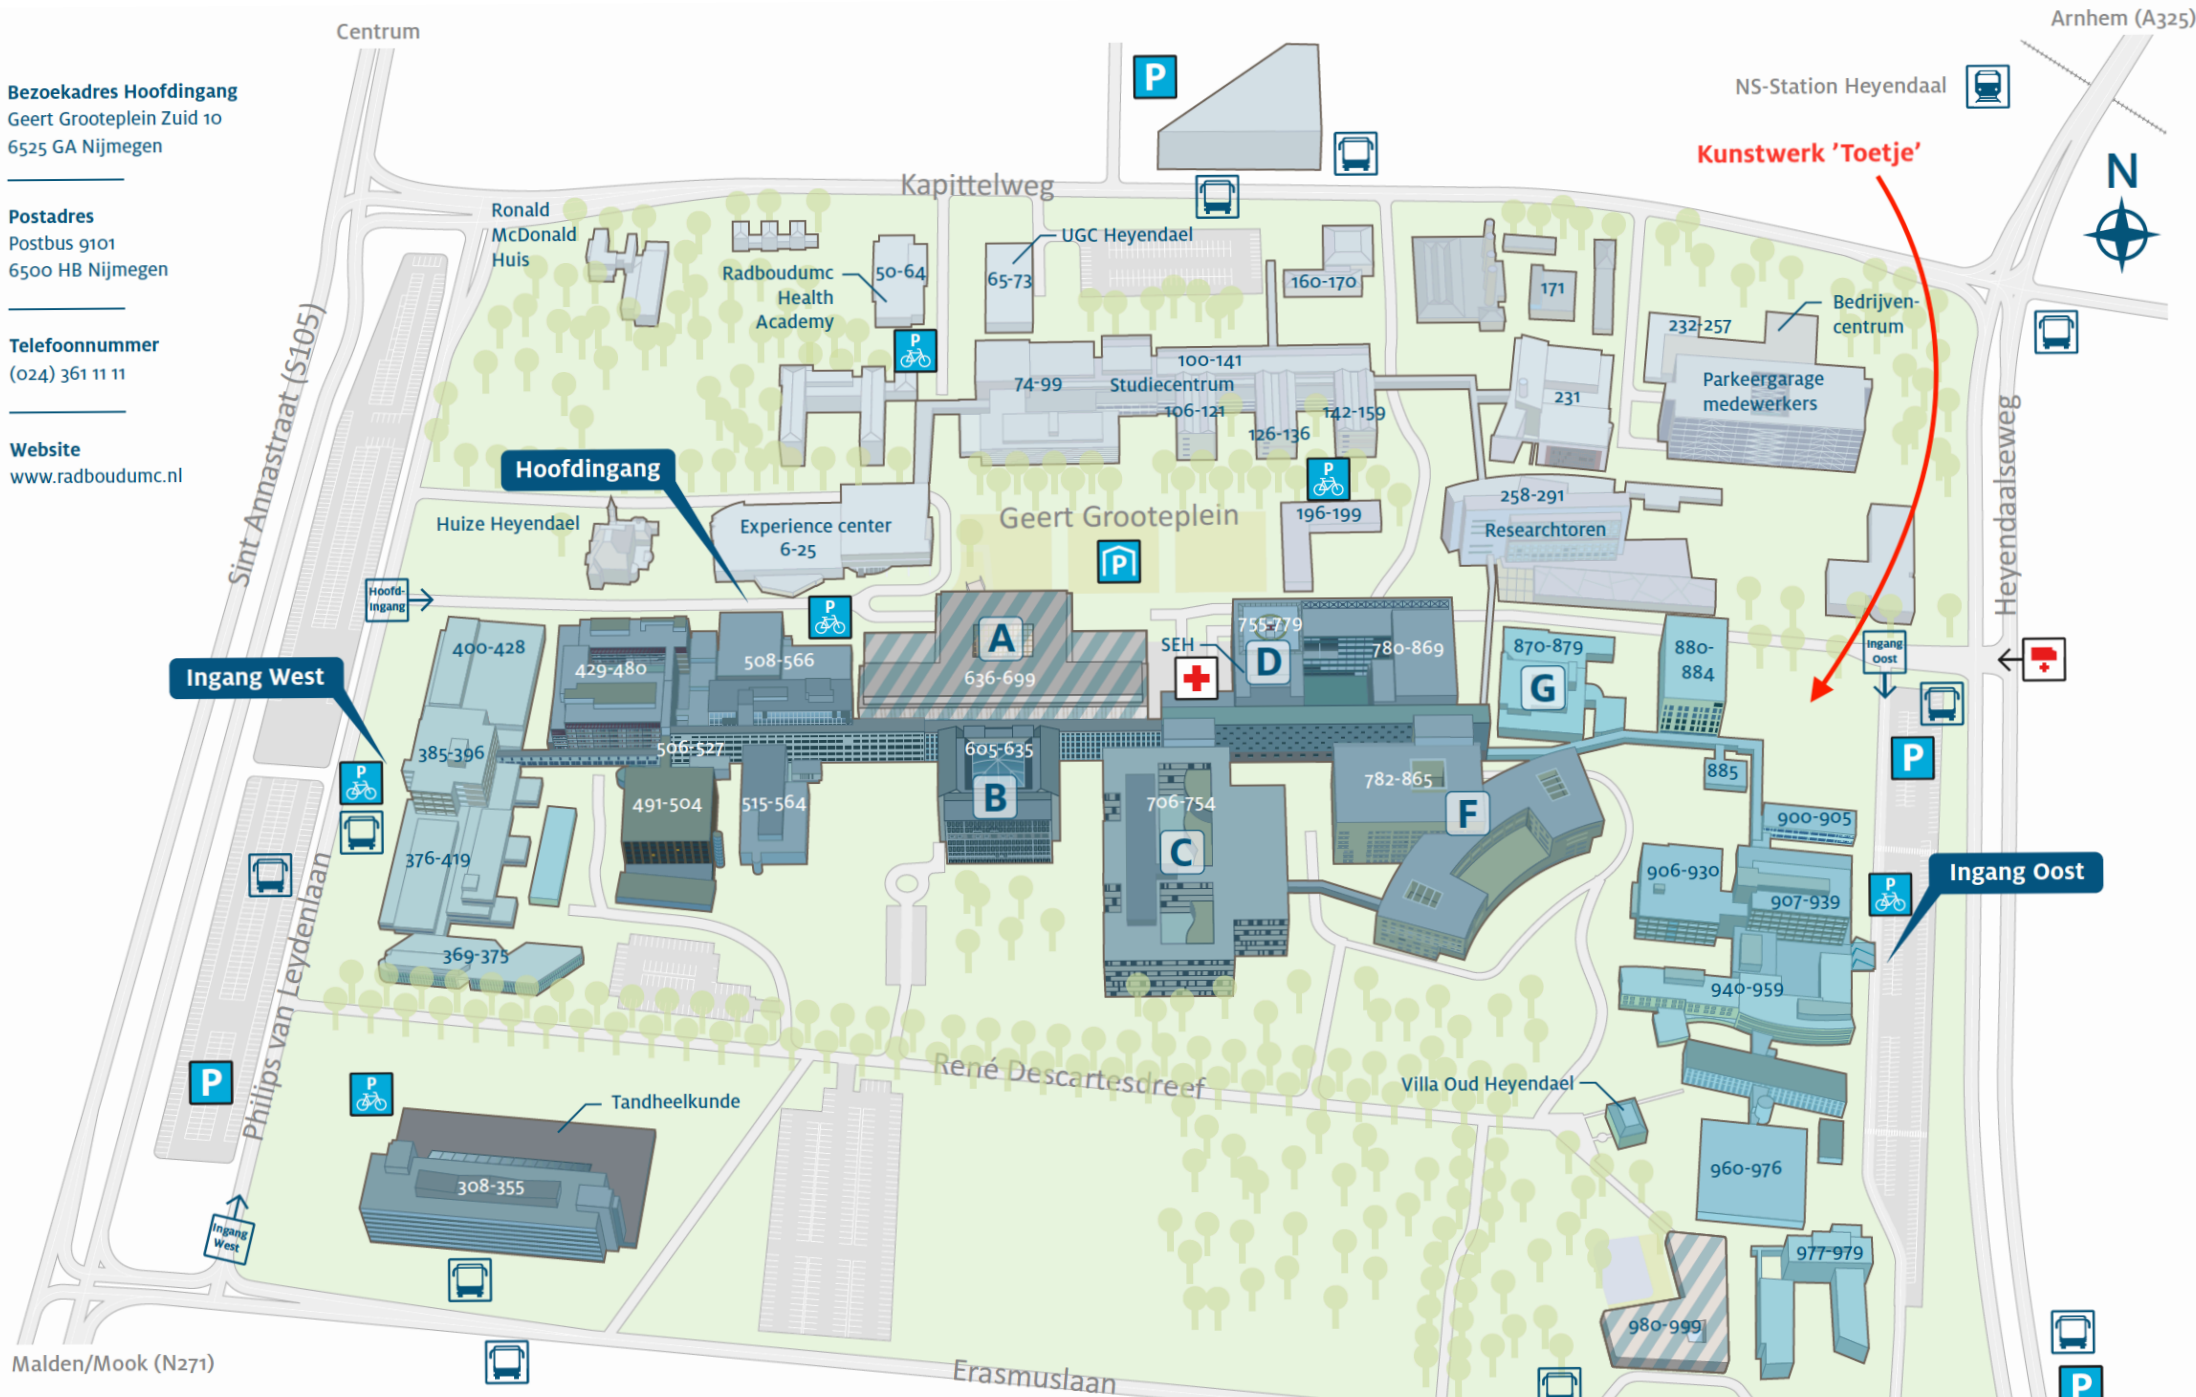 Centrum
Arnhem (A325)
Bezoekadres Hoofdingang
Geert Grooteplein Zuid 10
6525 GA Nijmegen
Postadres
Postbus 9101
6500 HB Nijmegen
Telefoonnummer
(024) 361 11 11
Website
www.radboudumc.nl
P
NS-Station Heyendaal
Kunstwerk 'Toetje'
N
Kapittelweg
Sint Annastraat (S105)
Ronald
McDonald
Huis
Radboudumc
Health
Academy
50-64
UGC Heyendael
65-73
160-170
171
232-257
Bedrijven-
centrum
Parkeergarage
medewerkers
P
74-99
100-141
Studiecentrum
106-121
126-136
142-159
231
Heyendaalseweg
Hoofdingang
Huize Heyendael
Experience center
6-25
Geert Grooteplein
P
P
196-199
258-291
Researchtoren
Hoofd-
ingang
P
400-428
429-480
508-566
A
636-699
SEH
755-779
D
780-869
870-879
G
880-
884
Ingang
Oost
Ingang West
385-396
506-527
605-635
B
491-504
515-564
706-754
C
782-865
F
885
P
900-905
P
376-419
906-930
907-939
P
Ingang Oost
369-375
940-959
Philips van Leydenlaan
P
P
René Descartesdreef
Villa Oud Heyendael
Tandheelkunde
308-355
960-976
Ingang
West
977-979
980-999
Malden/Mook (N271)
Erasmuslaan
P